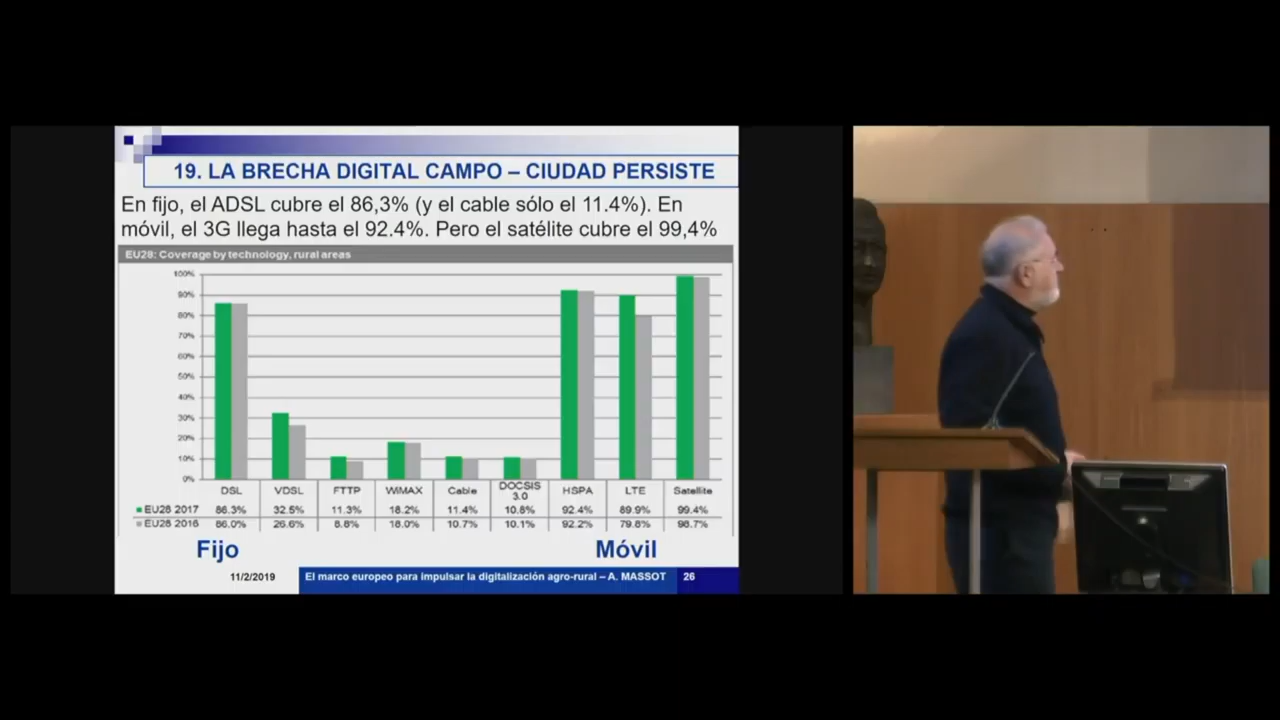 19. LA BRECHA DIGITAL CAMPO – CIUDAD PERSISTE
En fijo, el ADSL cubre el 86,3% (y el cable sólo el 11.4%). En
móvil, el 3G llega hasta el 92.4%. Pero el satélite cubre el 99,4%
EU28: Coverage by technology, rural areas
100%
90%
80%
70%
60%
50%
40%
30%
20%
10%
0%
DSL VDSL FTTP WiMAX Cable DOCSIS 3.0 HSPA LTE Satellite
EU28 2017 86.3% 32.5% 11.3% 18.2% 11.4% 10.8% 92.4% 89.9% 99.4%
EU28 2016 86.0% 26.6% 8.8% 18.0% 10.7% 10.1% 92.2% 79.8% 98.7%
Fijo Móvil
11/2/2019 El marco europeo para impulsar la digitalización agro-rural – A. MASSOT 26